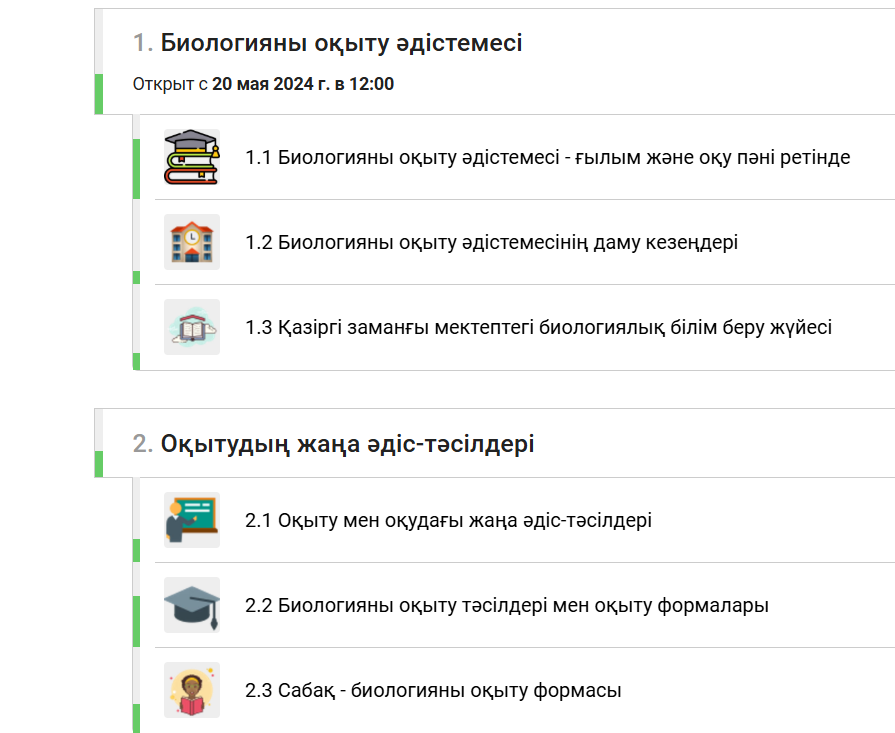 1. Биологияны оқыту әдістемесі
Открыт с 20 мая 2024 г. в 12:00
1.1 Биологияны оқыту әдістемесі - ғылым және оқу пәні ретінде
1.2 Биологияны оқыту әдістемесінің даму кезеңдері
1.3 Қазіргі заманғы мектептегі биологиялық білім беру жүйесі
2. Оқытудың жаңа әдіс-тәсілдері
2.1 Оқыту мен оқудағы жаңа әдіс-тәсілдері
2.2 Биологияны оқыту тәсілдері мен оқыту формалары
2.3 Сабақ - биологияны оқыту формасы